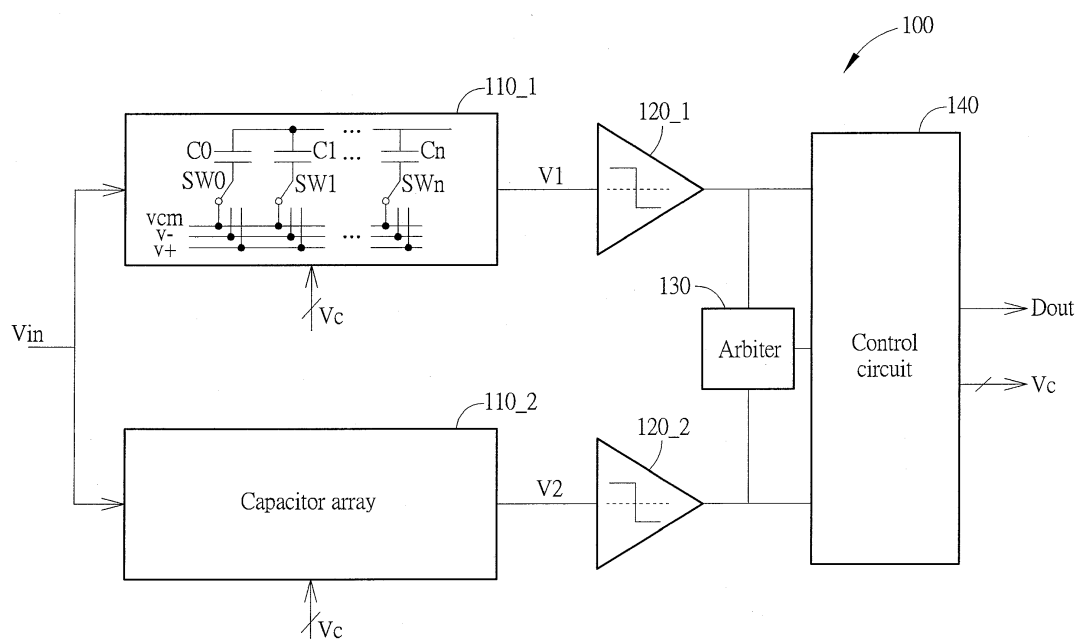 100
110_1
120_1
140
C0
C1
...
...
Cn
SW0
SW1
SWn
V1
vcm
v-
v+
...
Vc
130
Vin
Arbiter
Control
circuit
Dout
Vc
110_2
120_2
Capacitor array
V2
Vc